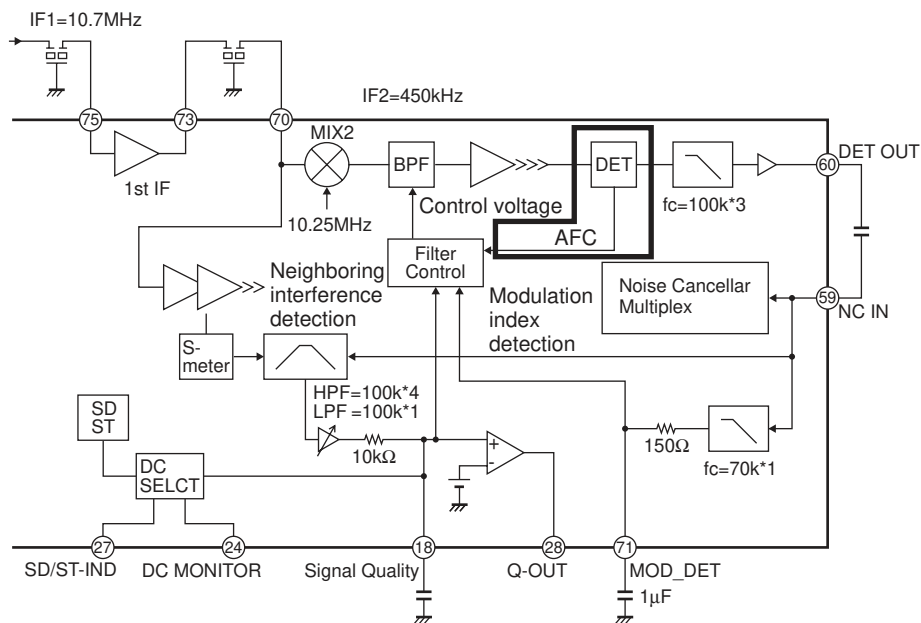 IF1=10.7MHz
IF2=450kHz
75
73
70
MIX2
1st IF
BPF
DET
DET OUT
60
10.25MHz
Control voltage
fc=100k*3
AFC
Filter
Control
Neighboring
interference
detection
Modulation
index
detection
Noise Cancellar
Multiplex
59
NC IN
S-
meter
HPF=100k*4
LPF =100k*1
SD
ST
10kΩ
+
-
150Ω
fc=70k*1
DC
SELCT
27
24
18
28
71
SD/ST-IND
DC MONITOR
Signal Quality
Q-OUT
MOD_DET
1µF